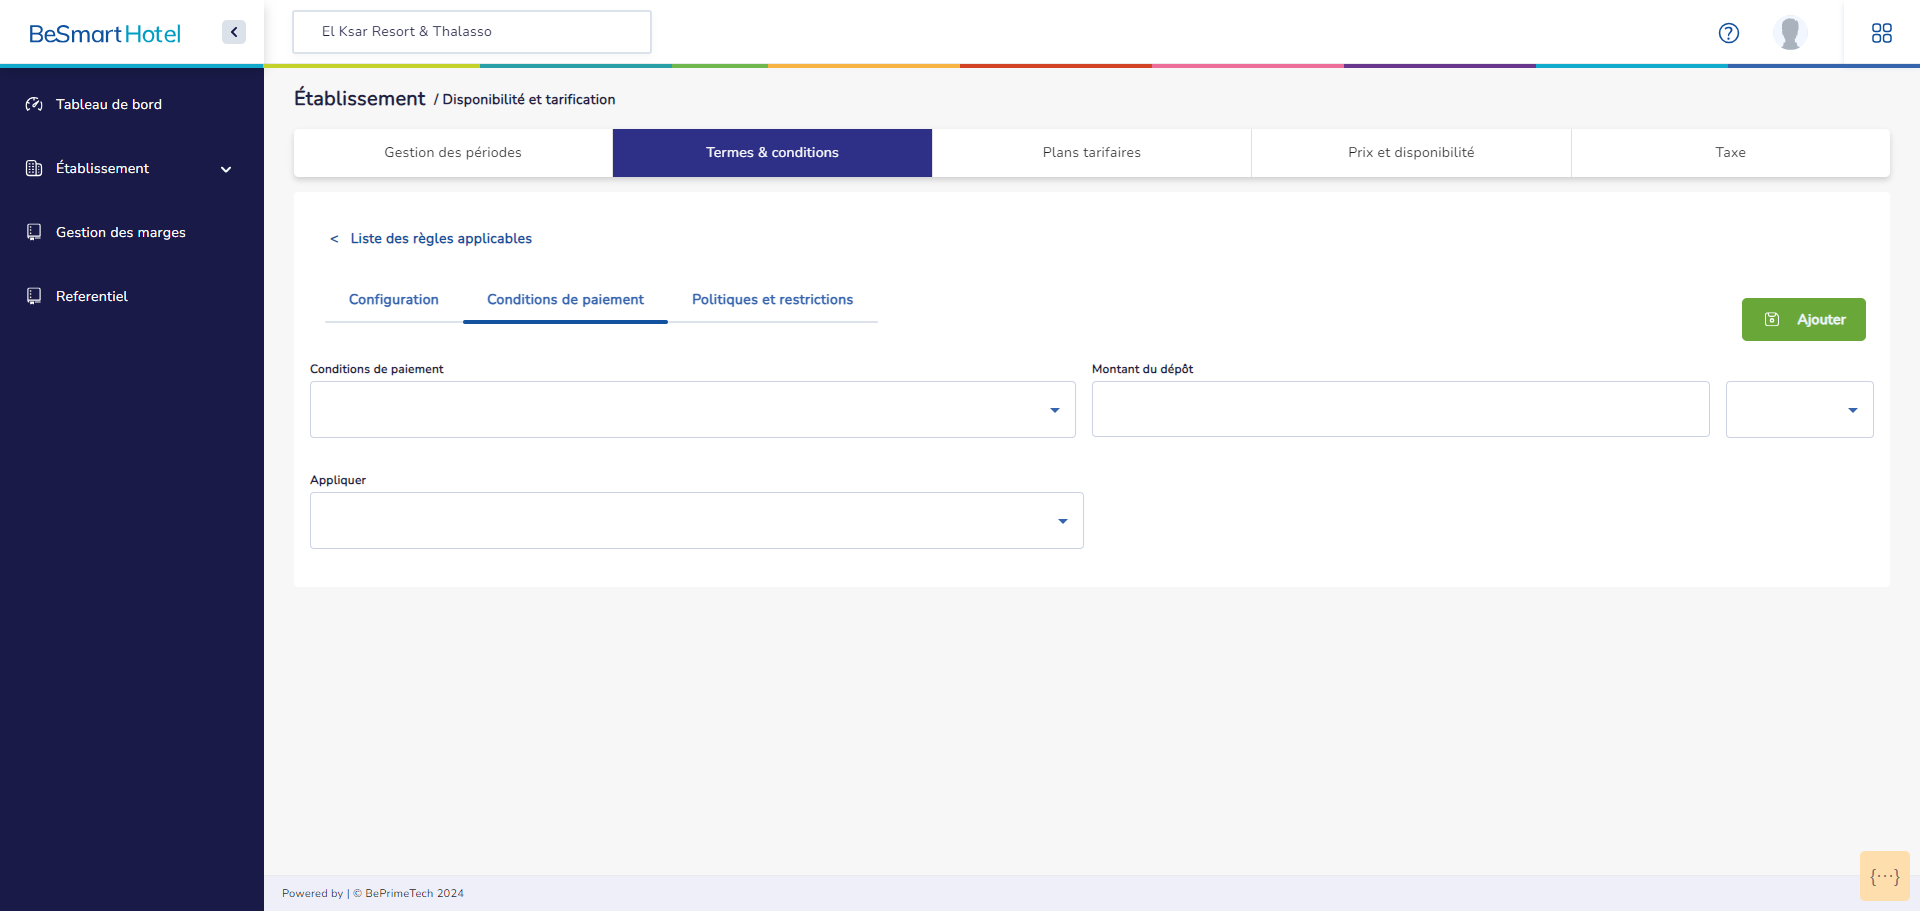 BeSmart Hotel
El Ksar Resort & Thalasso
Tableau de bord
Établissement
Gestion des marges
Referentiel
Établissement / Disponibilité et tarification
Gestion des périodes
Termes & conditions
Plans tarifaires
Prix et disponibilité
Taxe
< Liste des règles applicables
Configuration
Conditions de paiement
Politiques et restrictions
Ajouter
Conditions de paiement
Montant du dépôt
Appliquer
Powered by | © BePrimeTech 2024
{···}